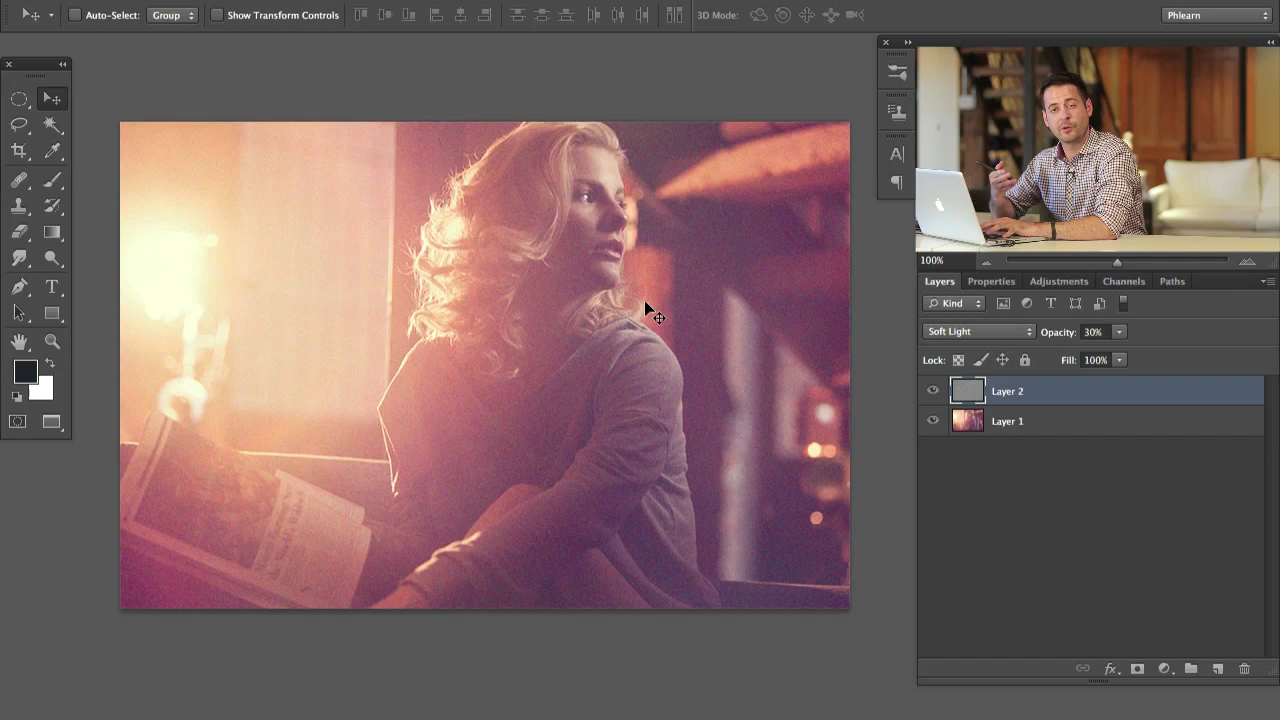 Auto-Select: Group Show Transform Controls 3D Mode: Phlearn
100%
Layers Properties Adjustments Channels Paths
Kind
Soft Light Opacity: 30%
Lock: Fill: 100%
Layer 2
Layer 1